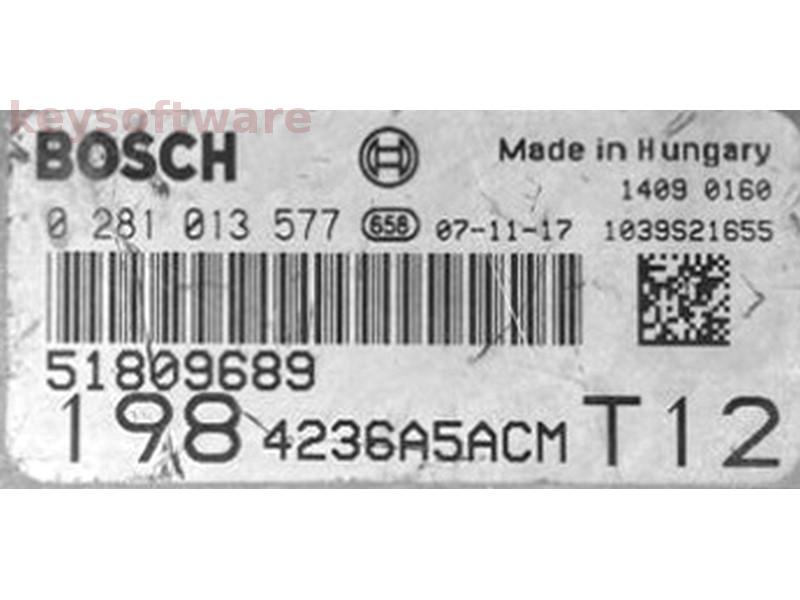 keysoftware
BOSCH
Made in Hungary
1409 0160
0 281 013 577 658 07-11-17 1039S21655
51809689
198 4236A5ACM T12